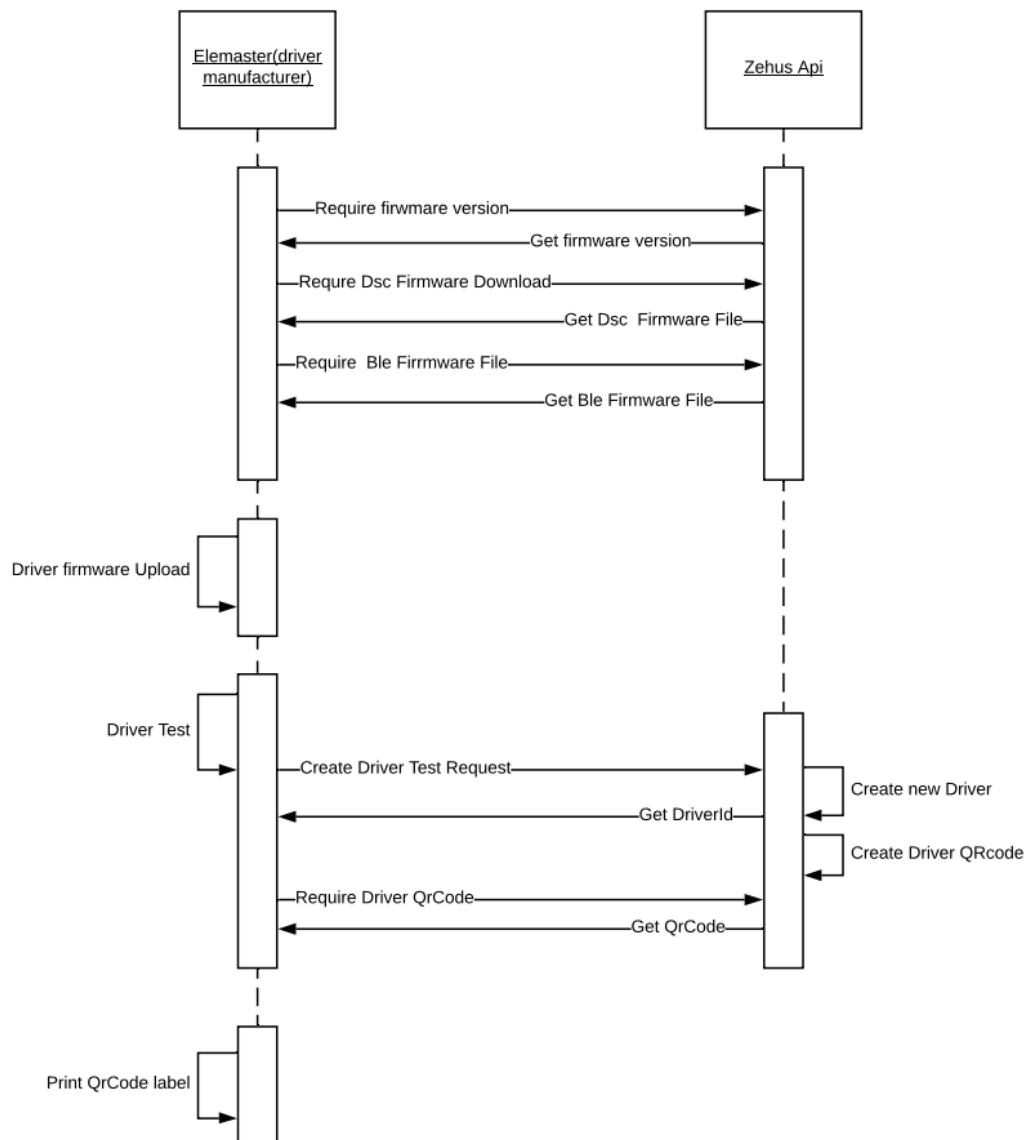 Elemaster(driver
manufacturer)
Zehus Api
Require firwmare version
Get firmware version
Requre Dsc Firmware Download
Get Dsc  Firmware File
Require  Ble Firrmware File
Get Ble Firmware File
Driver firmware Upload
Driver Test
Create Driver Test Request
Create new Driver
Get DriverId
Create Driver QRcode
Require Driver QrCode
Get QrCode
Print QrCode label